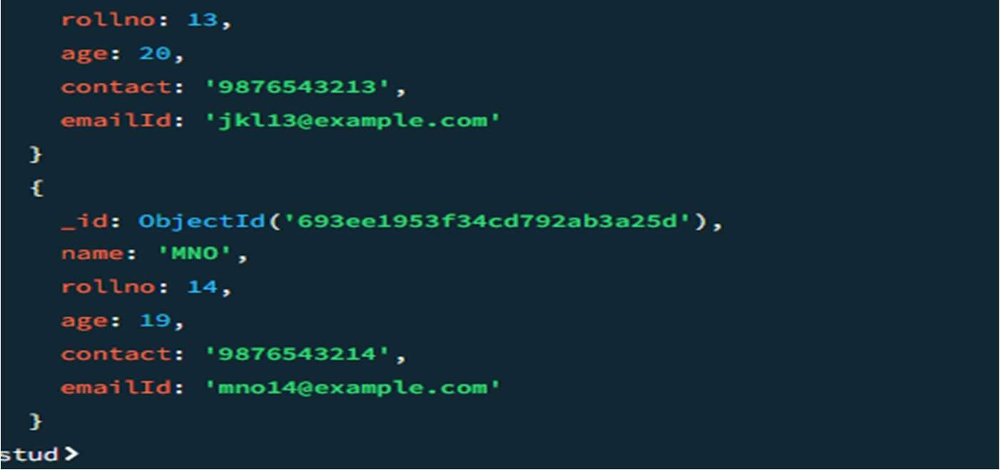 rollno: 13,
age: 20,
contact: '9876543213',
emailId: 'jkl13@example.com'
}
{
_id: ObjectId('693ee1953f34cd792ab3a25d'),
name: 'MNO',
rollno: 14,
age: 19,
contact: '9876543214',
emailId: 'mno14@example.com'
}
stud>